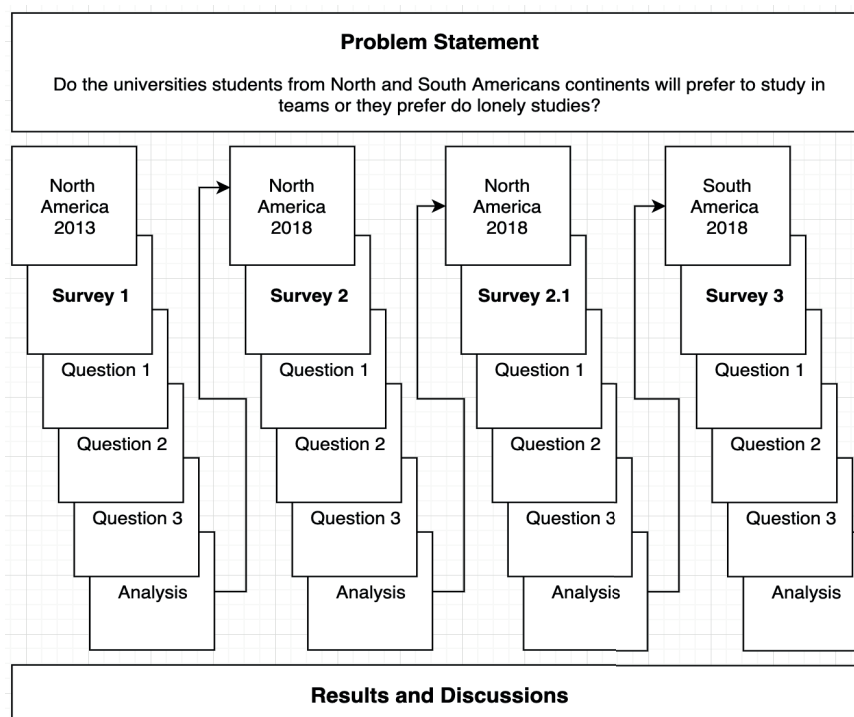 Problem Statement
Do the universities students from North and South Americans continents will prefer to study in
teams or they prefer do lonely studies?
North
America
2013
Survey 1
Question 1
Question 2
Question 3
Analysis
North
America
2018
Survey 2
Question 1
Question 2
Question 3
Analysis
North
America
2018
Survey 2.1
Question 1
Question 2
Question 3
Analysis
South
America
2018
Survey 3
Question 1
Question 2
Question 3
Analysis
Results and Discussions